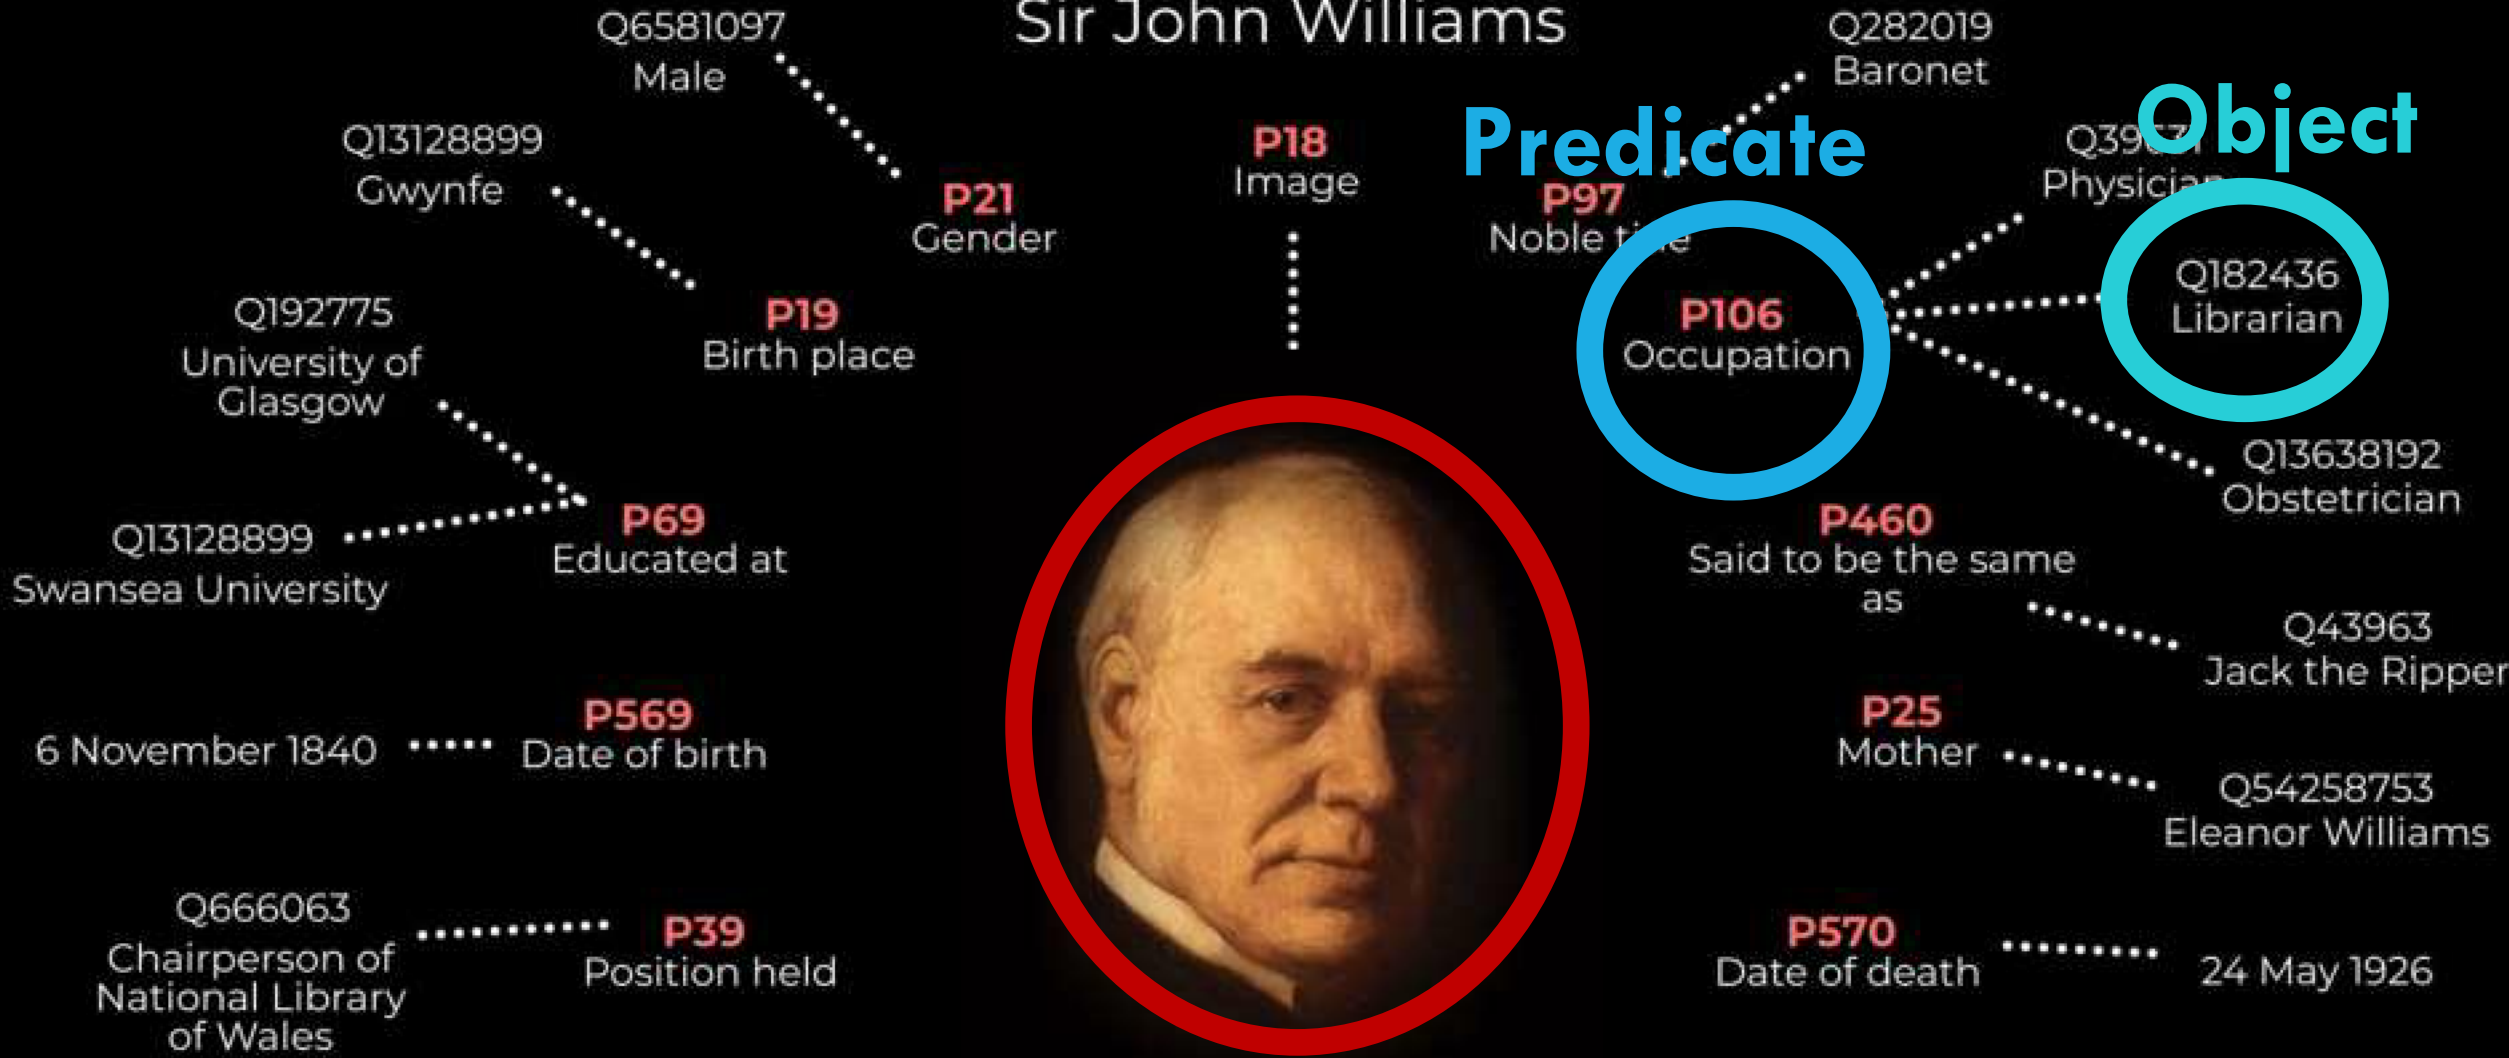 Sir John Williams
Q6581097
Male
P21
Gender
Q13128899
Gwynfe
P19
Birth place
Q192775
University of
Glasgow
Q13128899
Swansea University
P69
Educated at
6 November 1840
P569
Date of birth
Q666063
Chairperson of
National Library
of Wales
P39
Position held
P18
Image
Q282019
Baronet
Predicate
P97
Noble title
Object
Physician
P106
Occupation
Q182436
Librarian
Q13638192
Obstetrician
P460
Said to be the same
as
Q43963
Jack the Ripper
P25
Mother
Q54258753
Eleanor Williams
P570
Date of death
24 May 1926